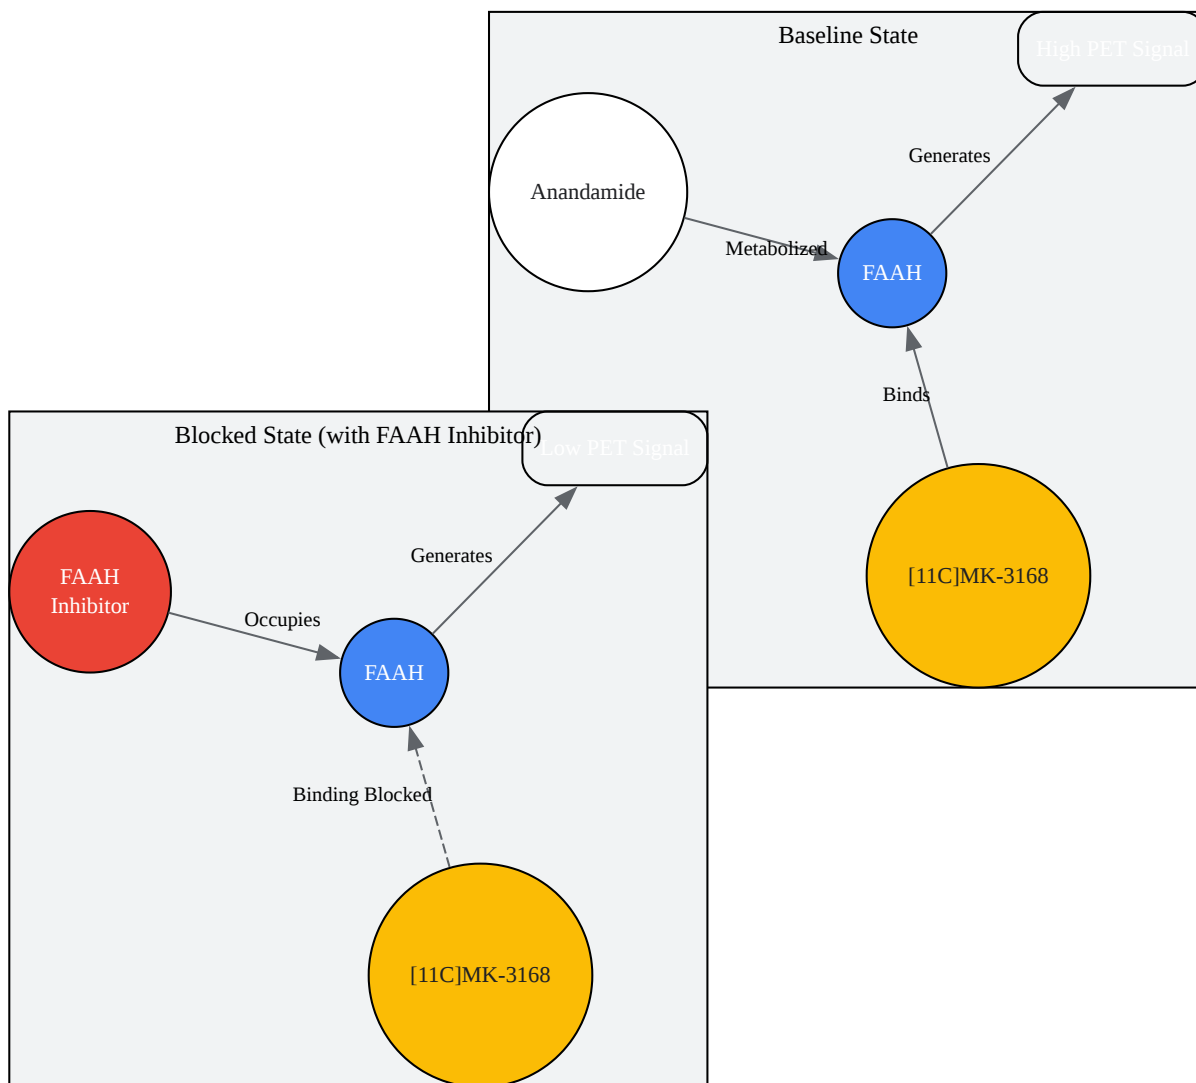 Baseline State
High PET Signal
Generates
Anandamide
Metabolized
FAAH
Binds
[11C]MK-3168
Blocked State (with FAAH Inhibitor)
Low PET Signal
Generates
FAAH
Inhibitor
Occupies
FAAH
Binding Blocked
[11C]MK-3168